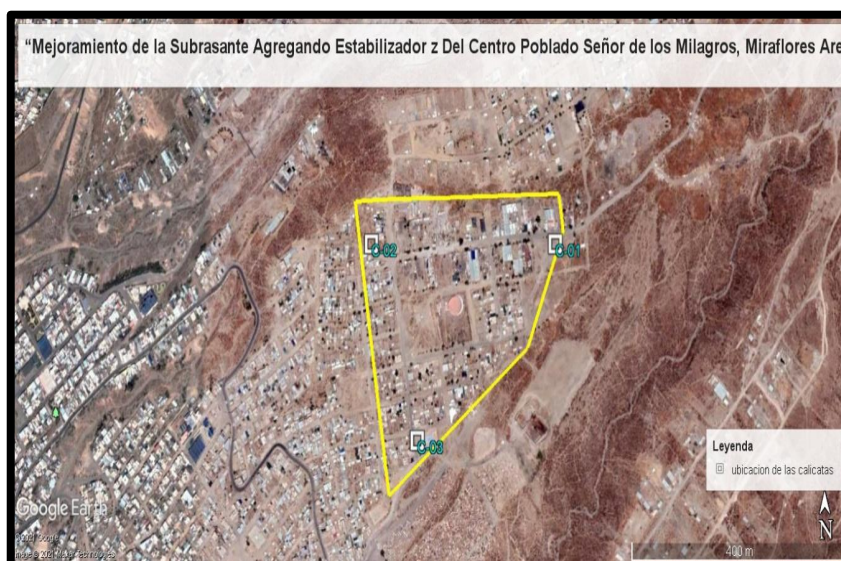 “Mejoramiento de la Subrasante Agregando Estabilizador z Del Centro Poblado Señor de los Milagros, Miraflores Are
C-02
C-01
C-03
Leyenda
ubicacion de las calicatas
Google Earth
N
400 m